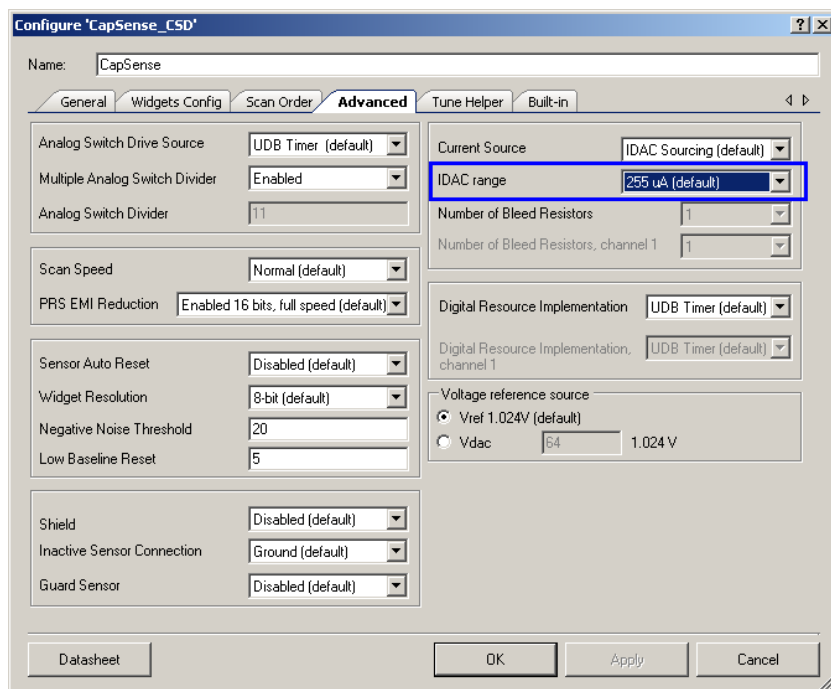 Configure 'CapSense_CSD'
Name: CapSense
General Widgets Config Scan Order Advanced Tune Helper Built-in
Analog Switch Drive Source UDB Timer (default)
Multiple Analog Switch Divider Enabled
Analog Switch Divider 11
Scan Speed Normal (default)
PRS EMI Reduction Enabled 16 bits, full speed (default)
Sensor Auto Reset Disabled (default)
Widget Resolution 8-bit (default)
Negative Noise Threshold 20
Low Baseline Reset 5
Shield Disabled (default)
Inactive Sensor Connection Ground (default)
Guard Sensor Disabled (default)
Current Source IDAC Sourcing (default)
IDAC range 255 uA (default)
Number of Bleed Resistors 1
Number of Bleed Resistors, channel 1 1
Digital Resource Implementation UDB Timer (default)
Digital Resource Implementation, UDB Timer (default)
channel 1
Voltage reference source
Vref 1.024V (default)
Vdac 64 1.024 V
Datasheet OK Apply Cancel